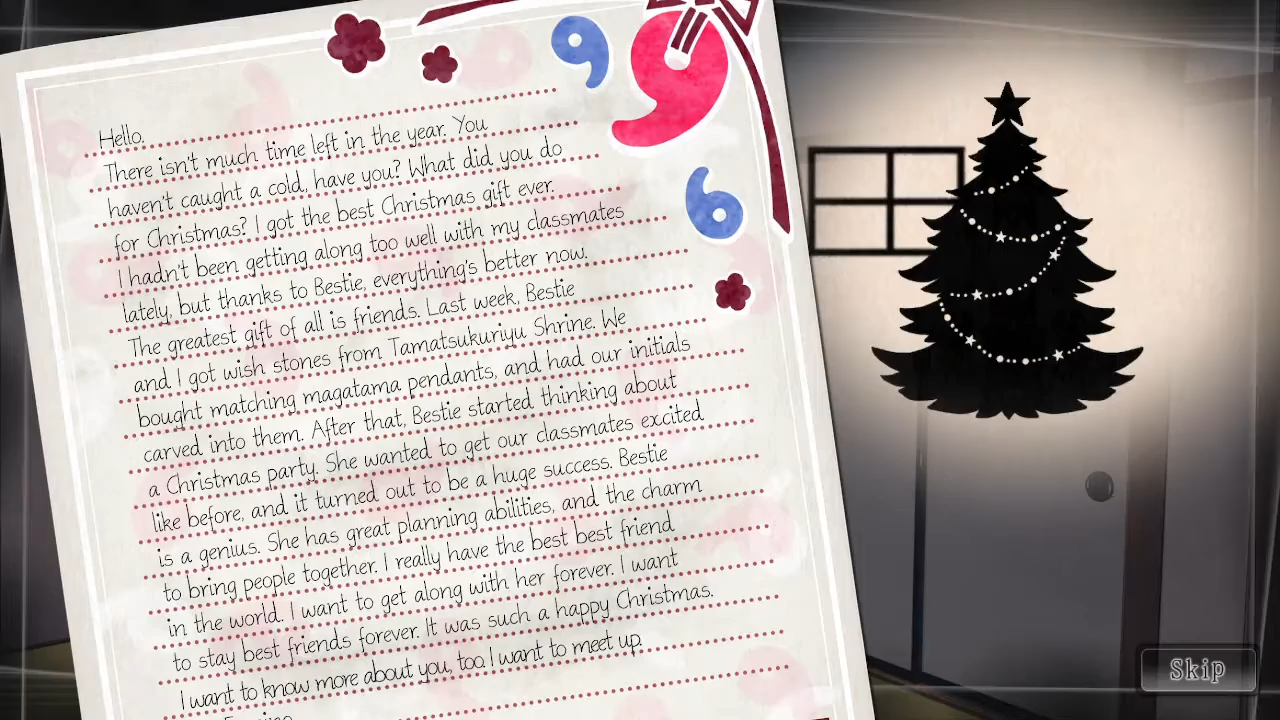 Hello.
There isn't much time left in the year. You
haven't caught a cold, have you? What did you do
for Christmas? I got the best Christmas gift ever.
I hadn't been getting along too well with my classmates
lately, but thanks to Bestie, everything's better now.
The greatest gift of all is friends. Last week, Bestie
and I got wish stones from Tamatsukuriyu Shrine. We
bought matching magatama pendants, and had our initials
carved into them. After that, Bestie started thinking about
a Christmas party. She wanted to get our classmates excited
like before, and it turned out to be a huge success. Bestie
is a genius. She has great planning abilities, and the charm
to bring people together. I really have the best best friend
in the world. I want to get along with her forever. I want
to stay best friends forever. It was such a happy Christmas.
I want to know more about you, too. I want to meet up.
Skip